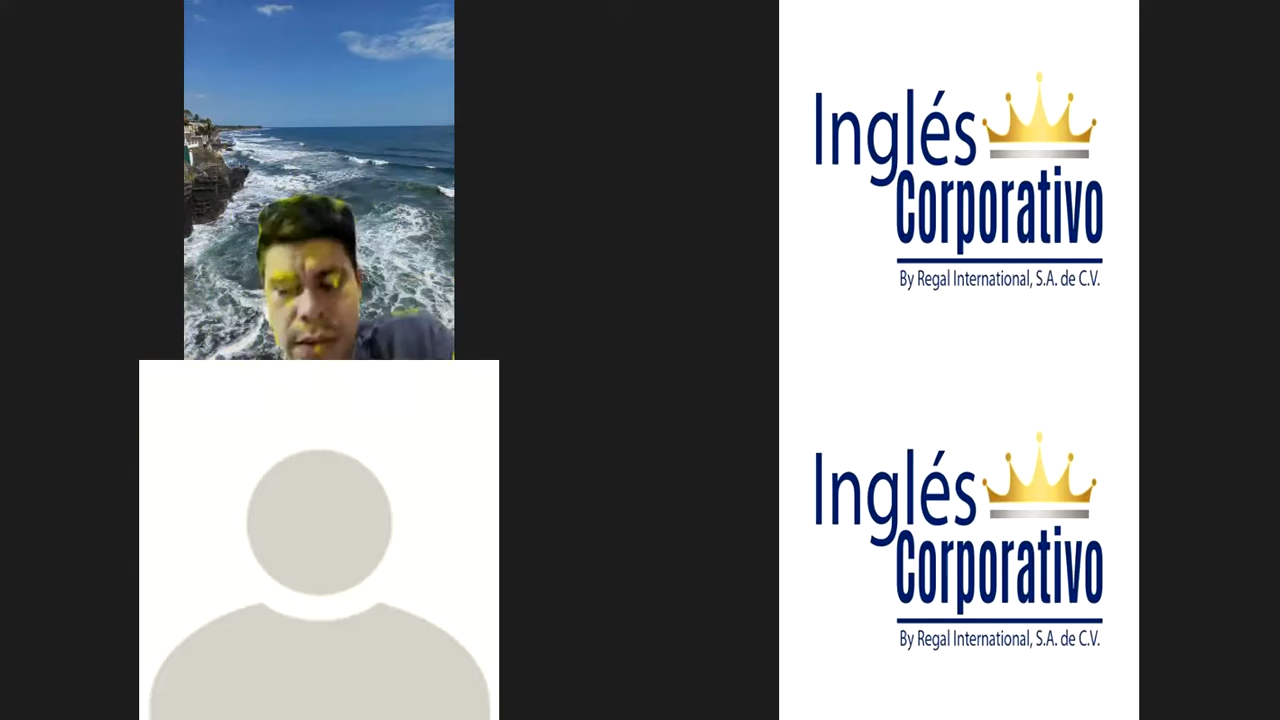 Inglés
Corporativo
By Regal International, S.A. de C.V.
Inglés
Corporativo
By Regal International, S.A. de C.V.